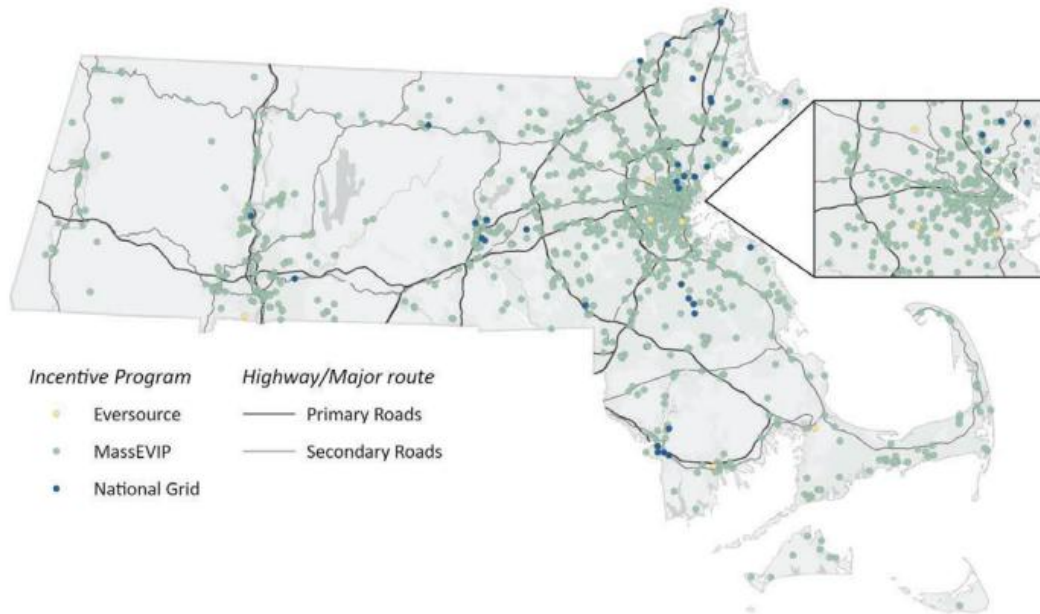 Incentive Program
Highway/Major route
Eversource
Primary Roads
MassEVIP
Secondary Roads
National Grid